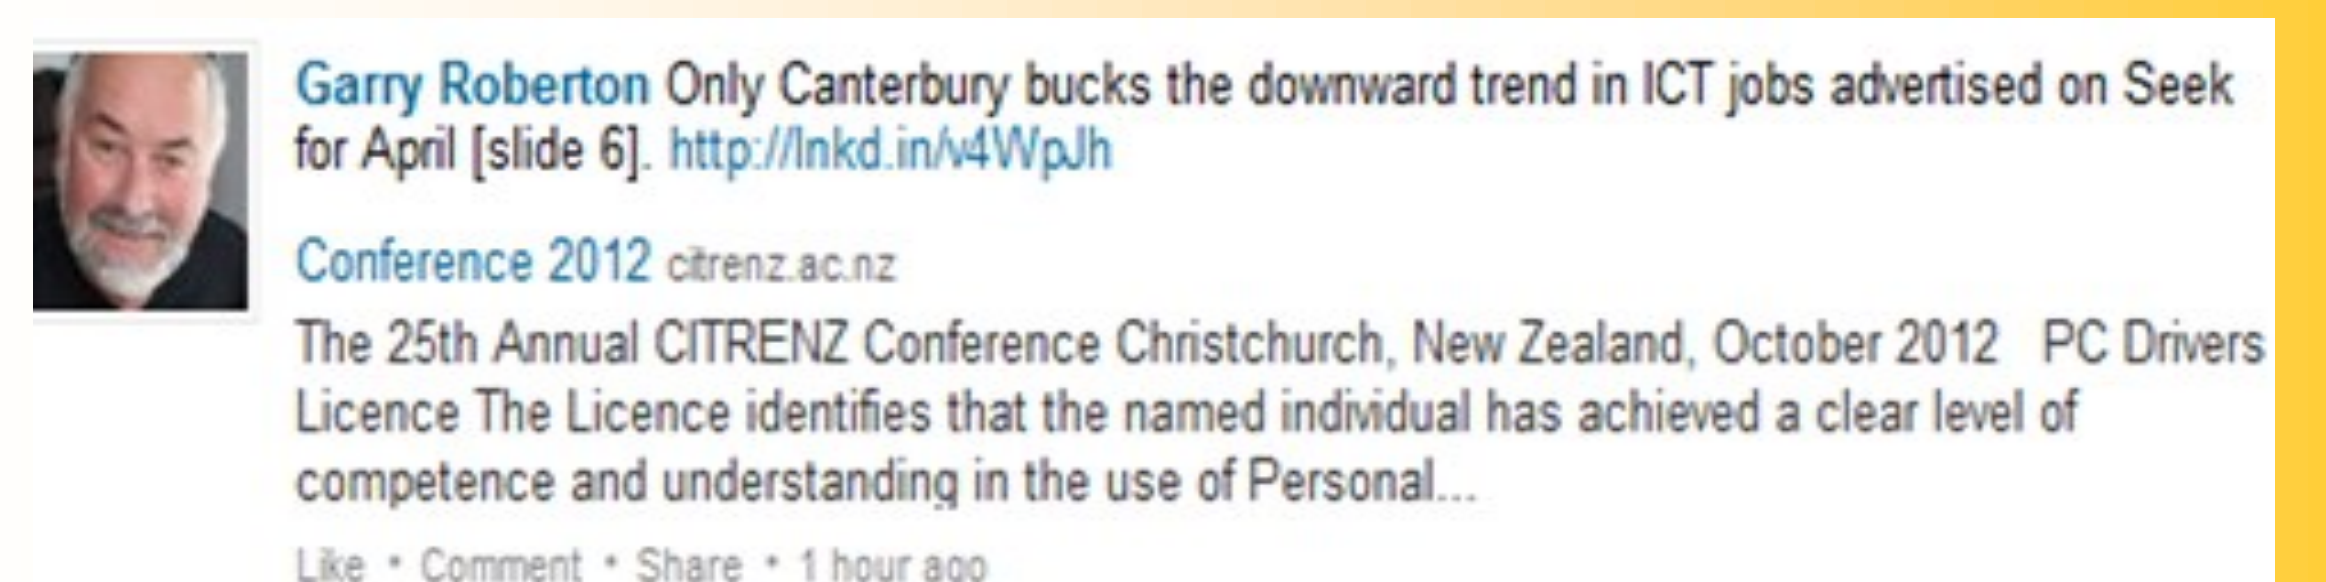 Garry Roberton Only Canterbury bucks the downward trend in ICT jobs advertised on Seek
for April [slide 6]. http://lnkd.in/v4WpJh
Conference 2012 citrenz.ac.nz
The 25th Annual CITRENZ Conference Christchurch, New Zealand, October 2012 PC Drivers
Licence The Licence identifies that the named individual has achieved a clear level of
competence and understanding in the use of Personal...
Like • Comment • Share • 1 hour ago